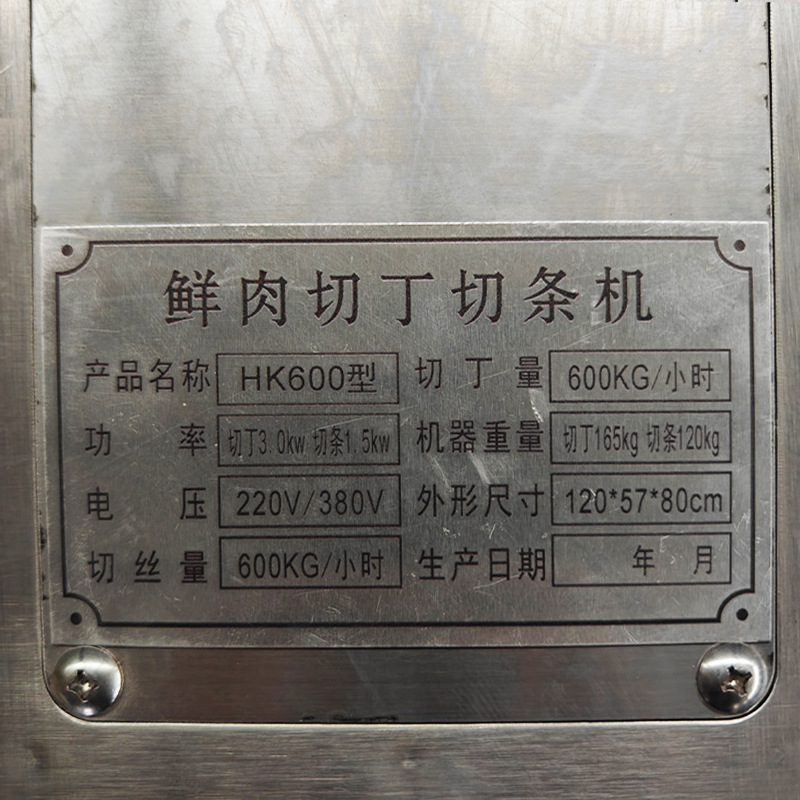 鲜肉切丁切条机
产品名称 HK600型 切丁量 600KG/小时
功率 切丁3.0kw 切条1.5kw 机器重量 切丁165kg 切条120kg
电压 220V/380V 外形尺寸 120*57*80cm
切丝量 600KG/小时 生产日期 年 月